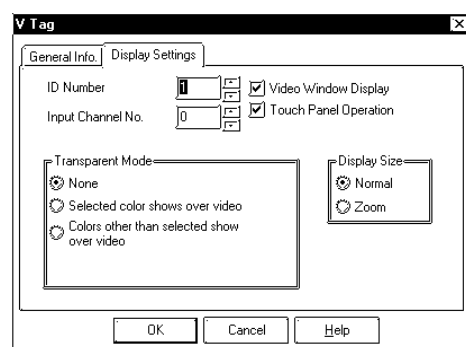 V Tag
General Info. Display Settings
ID Number 1 Video Window Display
Input Channel No. 0 Touch Panel Operation
Transparent Mode Display Size
None Normal
Selected color shows over video Zoom
Colors other than selected show
over video
OK Cancel Help